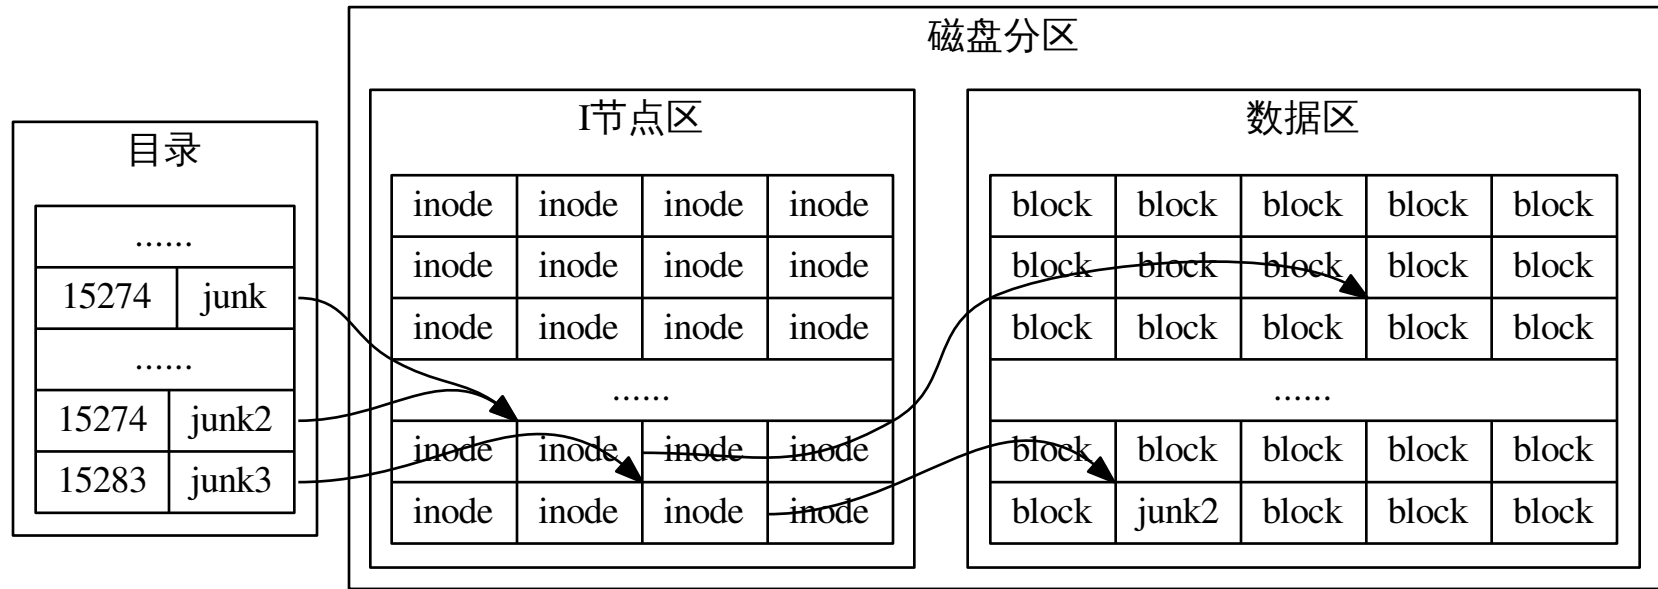 磁盘分区
目录
......
15274 junk
......
15274 junk2
15283 junk3
I节点区
inode inode inode inode
inode inode inode inode
inode inode inode inode
......
inode inode inode inode
inode inode inode inode
数据区
block block block block block
block block block block block
block block block block block
......
block block block block block
block junk2 block block block